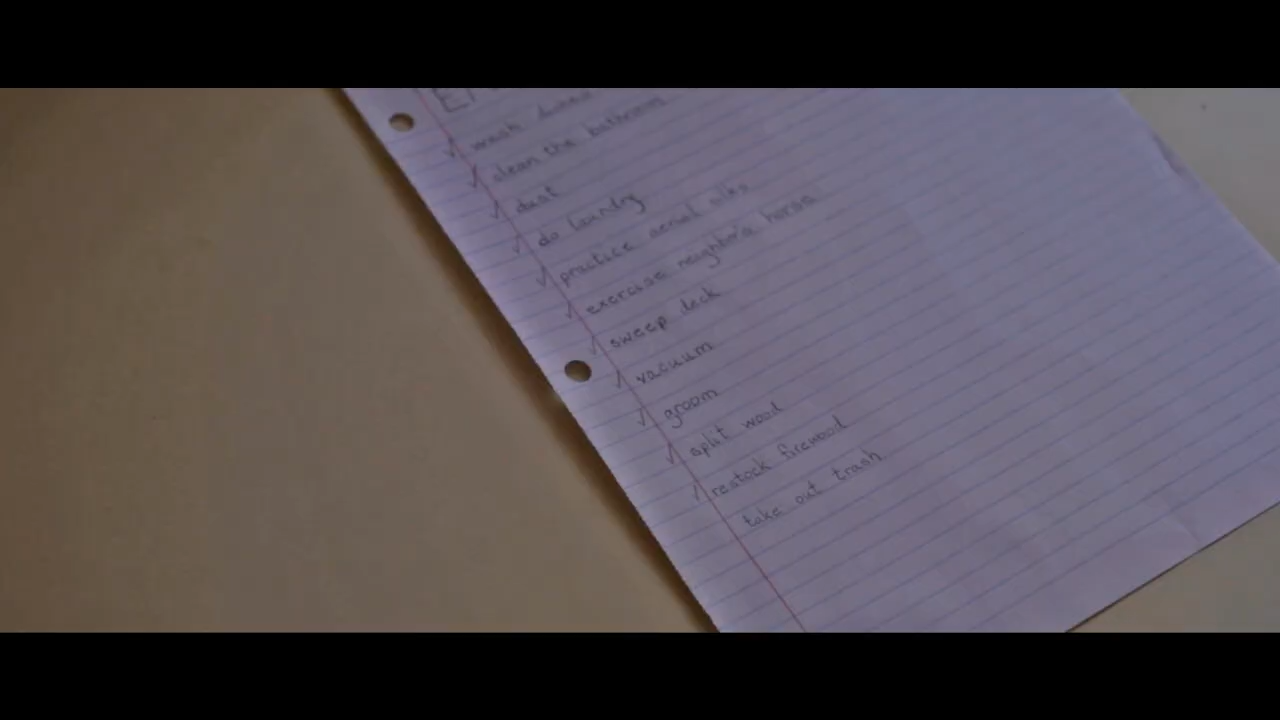 wash
✓ clean the bathroom
✓ dust
✓ do laundry
✓ practice aerial silks
✓ exercise neighbor's horse
✓ sweep deck
✓ vacuum
✓ groom
✓ split wood
✓ restock firewood
take out trash